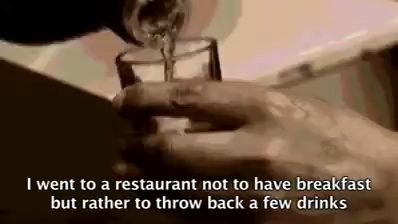 I went to a restaurant not to have breakfast
but rather to throw back a few drinks